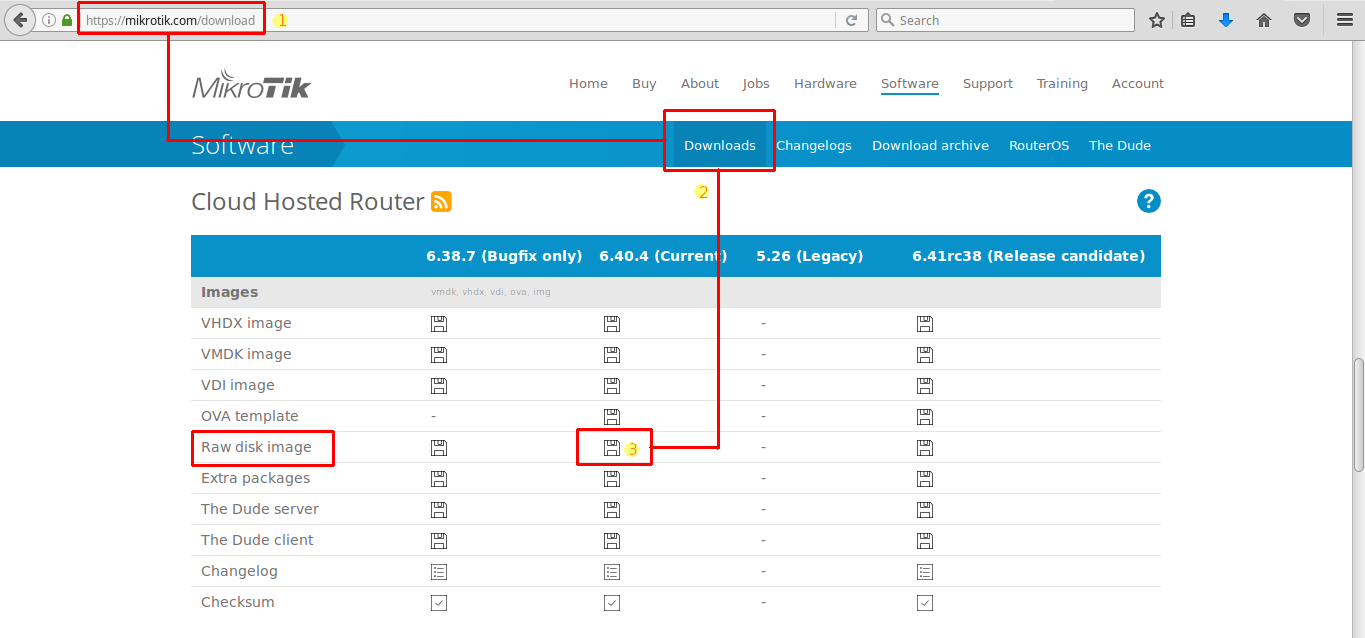 https://mikrotik.com/download 1 Search
MikroTik Home Buy About Jobs Hardware Software Support Training Account
Software Downloads Changelogs Download archive RouterOS The Dude
Cloud Hosted Router 2 ?
6.38.7 (Bugfix only) 6.40.4 (Current) 5.26 (Legacy) 6.41rc38 (Release candidate)
Images vmdk, vhdx, vdi, ova, img
VHDX image -
VMDK image -
VDI image -
OVA template - -
Raw disk image 3 -
Extra packages -
The Dude server -
The Dude client -
Changelog -
Checksum -